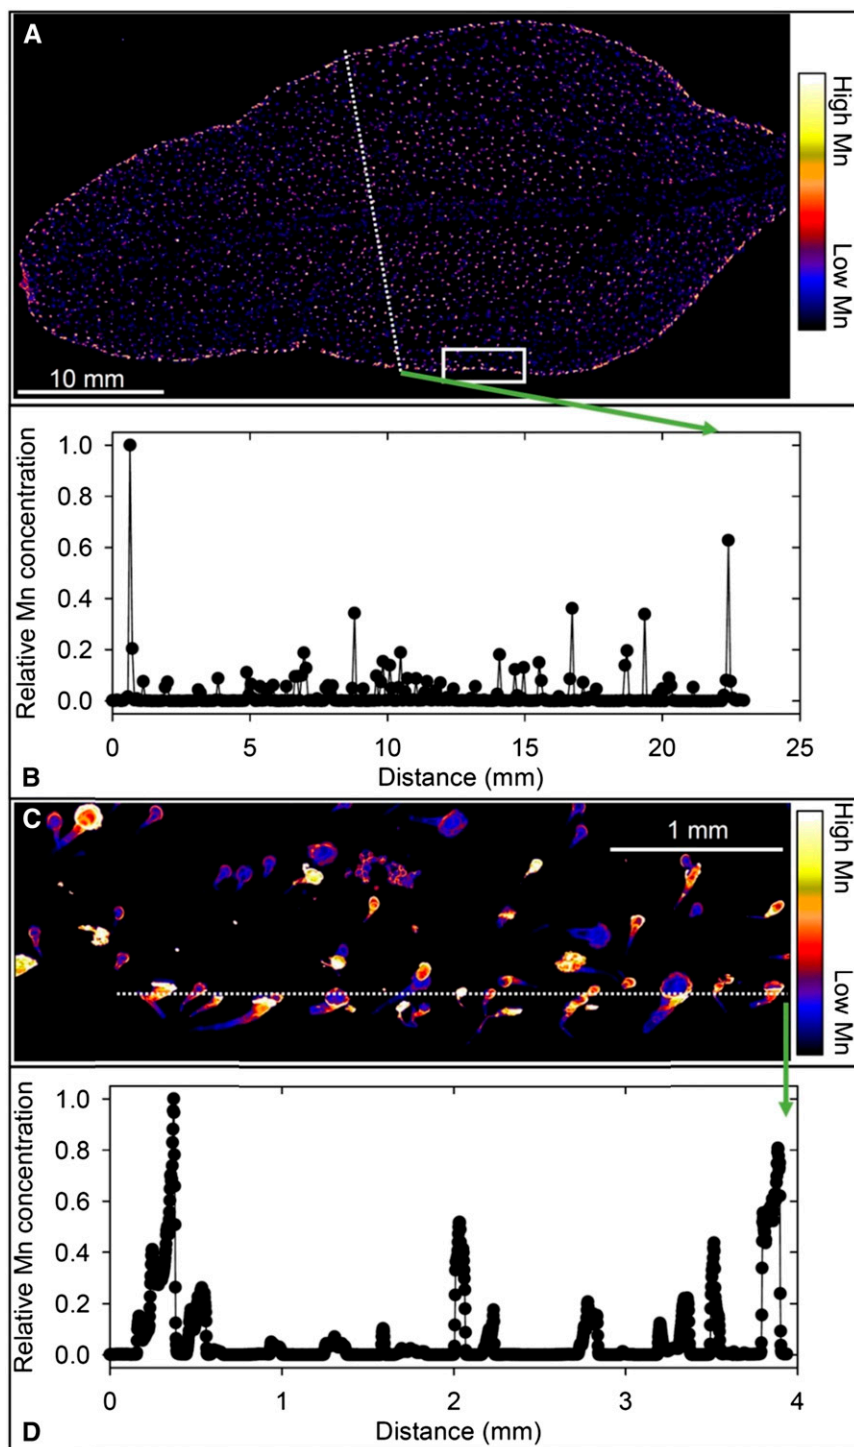 A
High Mn
Low Mn
10 mm
1.0
0.8
0.6
0.4
0.2
0.0
Relative Mn concentration
0 5 10 15 20 25
Distance (mm)
B
C
1 mm
High Mn
Low Mn
1.0
0.8
0.6
0.4
0.2
0.0
Relative Mn concentration
0 1 2 3 4
Distance (mm)
D